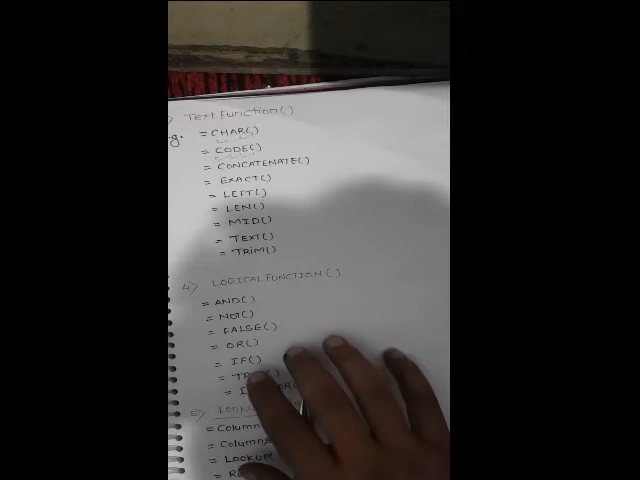 Text Function()
g. = CHAR()
= CODE()
= CONCATENATE()
= EXACT()
= LEFT()
= LEN()
= MID()
= TEXT()
= TRIM()
4) LOGICAL FUNCTION()
= AND()
= NOT()
= FALSE()
= OR()
= IF()
5)
= Column
= Column
= Lookup(